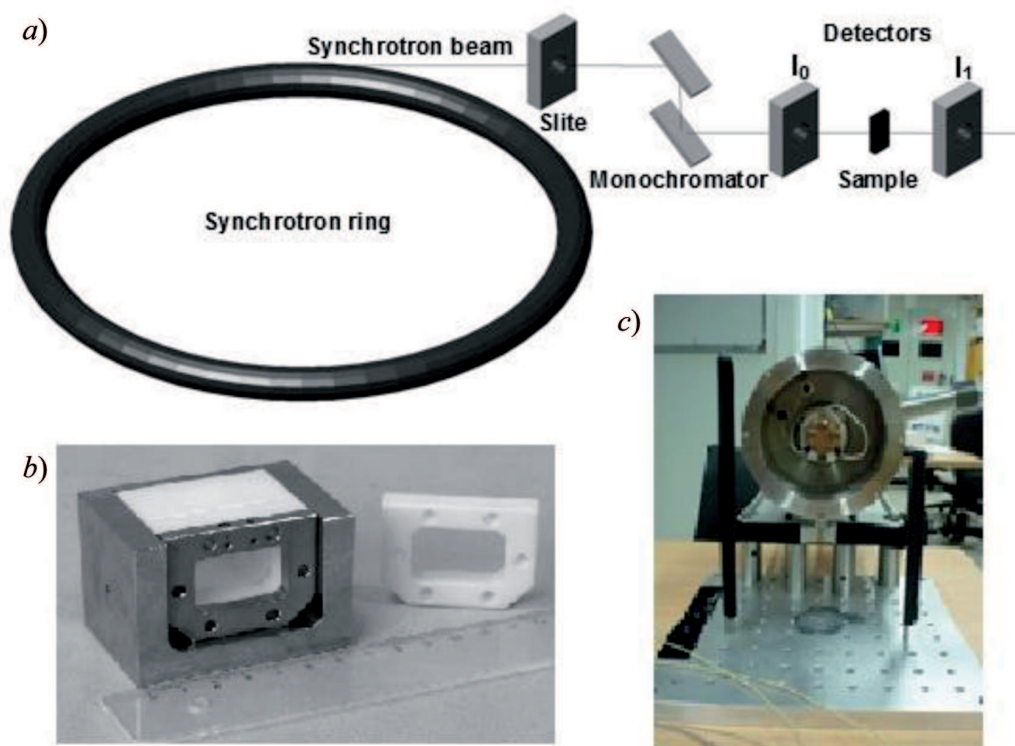 a)
Synchrotron beam
Detectors
I0
I1
Slite
Monochromator
Sample
Synchrotron ring
c)
b)